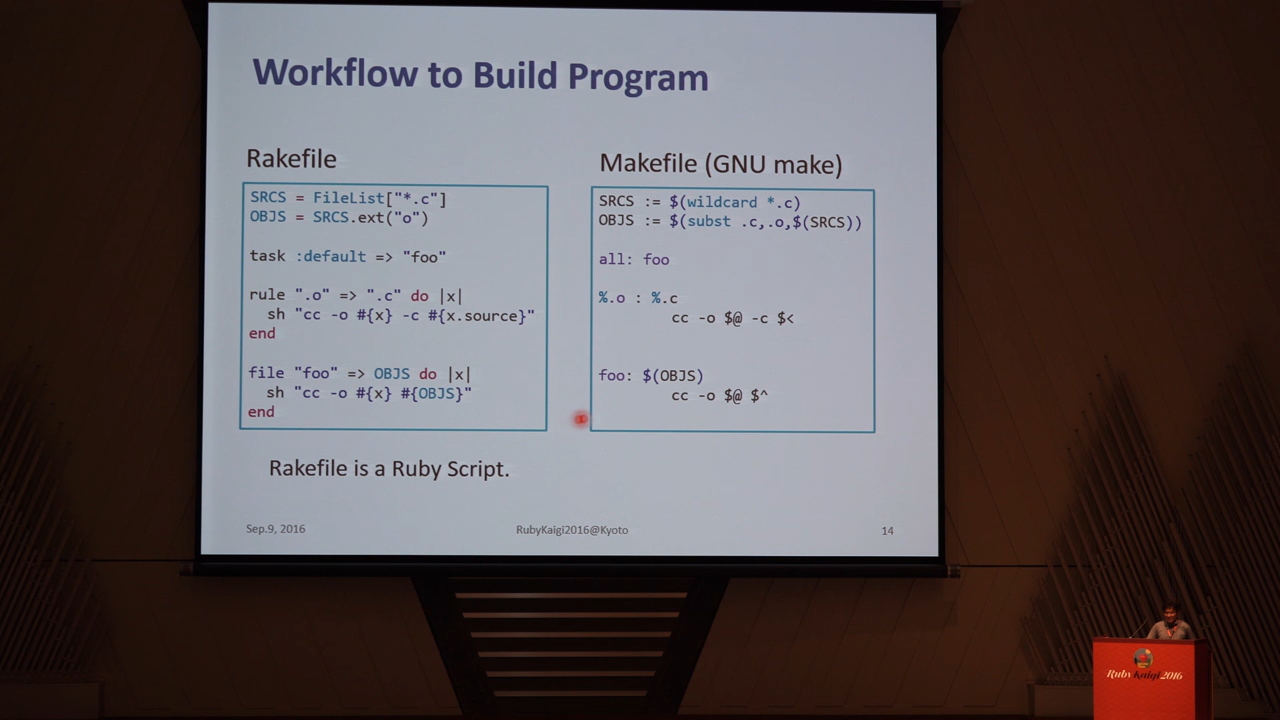 Workflow to Build Program
Rakefile
SRCS = FileList["*.c"]
OBJS = SRCS.ext("o")
task :default => "foo"
rule ".o" => ".c" do |x|
sh "cc -o #{x} -c #{x.source}"
end
file "foo" => OBJS do |x|
sh "cc -o #{x} #{OBJS}"
end
Makefile (GNU make)
SRCS := $(wildcard *.c)
OBJS := $(subst .c,.o,$(SRCS))
all: foo
%.o : %.c
cc -o $@ -c $<
foo: $(OBJS)
cc -o $@ $^
Rakefile is a Ruby Script.
Sep.9, 2016
RubyKaigi2016@Kyoto
14
RubyKaigi2016